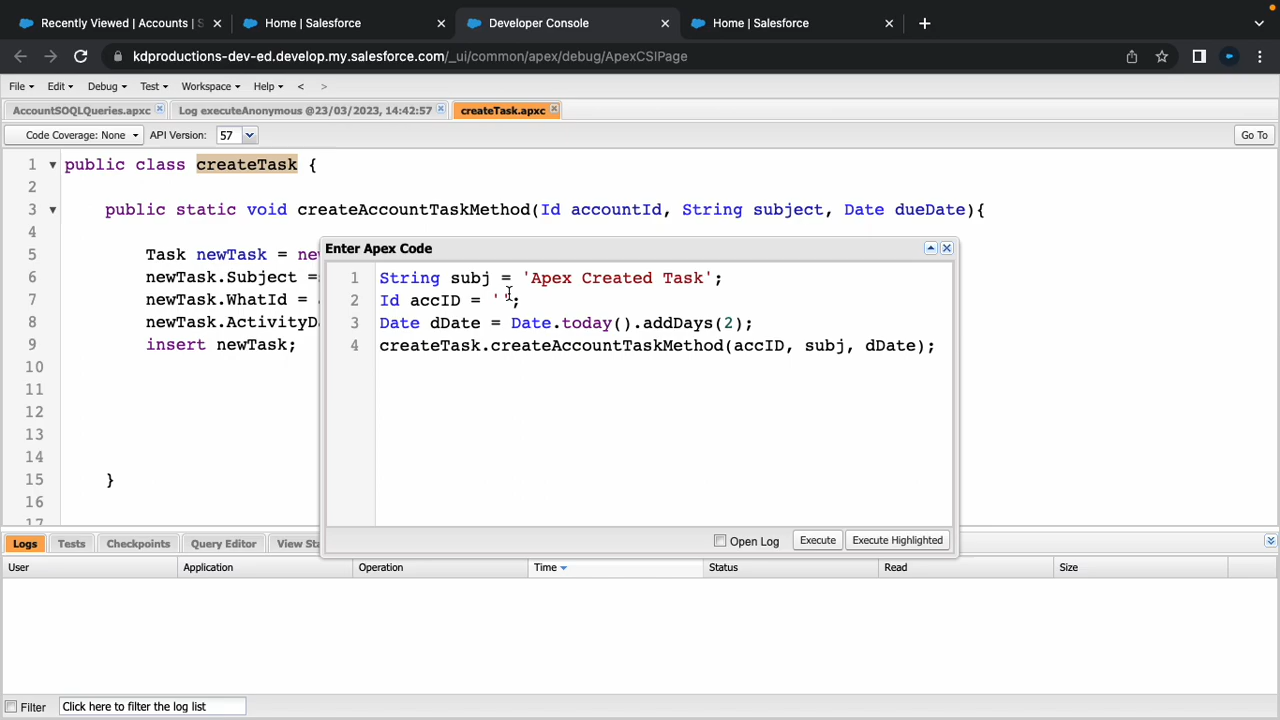 Recently Viewed | Accounts | S
Home | Salesforce
Developer Console
Home | Salesforce
kdproductions-dev-ed.develop.my.salesforce.com/_ui/common/apex/debug/ApexCSIPage
File Edit Debug Test Workspace Help < >
AccountSOQLQueries.apxc
Log executeAnonymous @23/03/2023, 14:42:57
createTask.apxc
Code Coverage: None API Version: 57 Go To
1 public class createTask {
2
3 public static void createAccountTaskMethod(Id accountId, String subject, Date dueDate){
4
5 Task newTask = new
6 newTask.Subject =
7 newTask.WhatId =
8 newTask.ActivityDa
9 insert newTask;
10
11
12
13
14
15 }
16
17
Enter Apex Code
1 String subj = 'Apex Created Task';
2 Id accID = '';
3 Date dDate = Date.today().addDays(2);
4 createTask.createAccountTaskMethod(accID, subj, dDate);
Open Log Execute Execute Highlighted
Logs Tests Checkpoints Query Editor View Sta
User Application Operation Time Status Read Size
Filter Click here to filter the log list